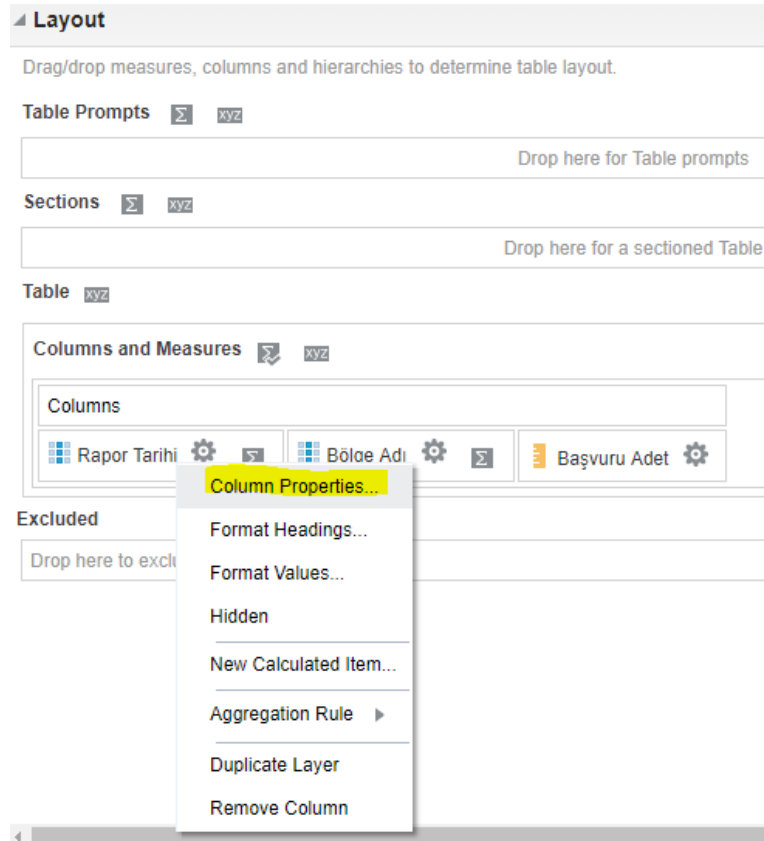 Layout
Drag/drop measures, columns and hierarchies to determine table layout.
Table Prompts Σ xyz
Drop here for Table prompts
Sections Σ xyz
Drop here for a sectioned Table
Table xyz
Columns and Measures Σ xyz
Columns
Rapor Tarihi Σ Bölge Adı Σ Başvuru Adet
Column Properties...
Excluded
Format Headings...
Drop here to exclu
Format Values...
Hidden
New Calculated Item...
Aggregation Rule
Duplicate Layer
Remove Column